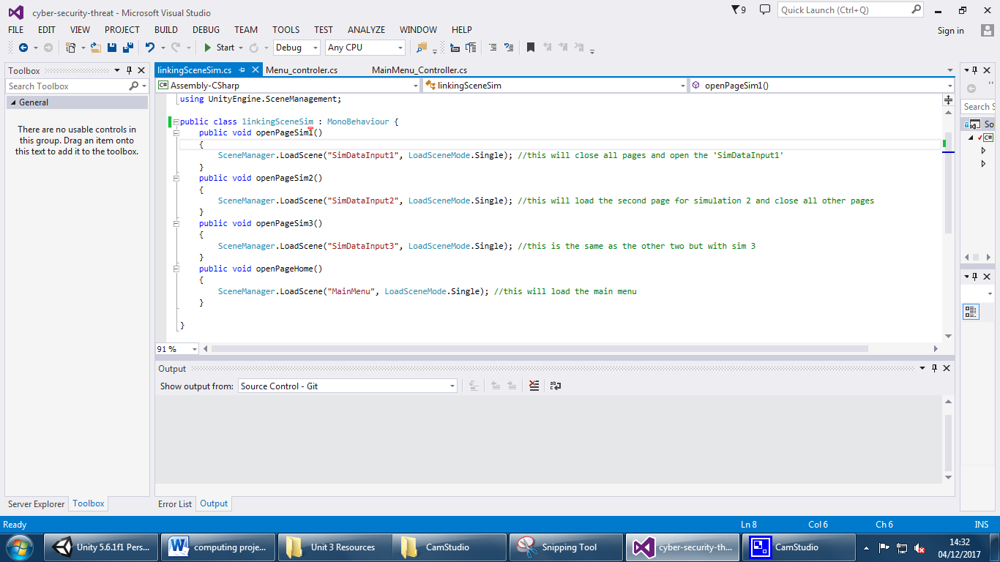 cyber-security-threat - Microsoft Visual Studio
9
Quick Launch (Ctrl+Q)
FILE EDIT VIEW PROJECT BUILD DEBUG TEAM TOOLS TEST ANALYZE WINDOW HELP
Sign in
Start Debug Any CPU
Toolbox
Search Toolbox
General
There are no usable controls in
this group. Drag an item onto
this text to add it to the toolbox.
Server Explorer Toolbox
linkingSceneSim.cs Menu_controler.cs MainMenu_Controller.cs
C# Assembly-CSharp linkingSceneSim openPageSim1()
using UnityEngine.SceneManagement;
public class linkingSceneSim : MonoBehaviour {
public void openPageSim1()
{
SceneManager.LoadScene("SimDataInput1", LoadSceneMode.Single); //this will close all pages and open the 'SimDataInput1'
}
public void openPageSim2()
{
SceneManager.LoadScene("SimDataInput2", LoadSceneMode.Single); //this will load the second page for simulation 2 and close all other pages
}
public void openPageSim3()
{
SceneManager.LoadScene("SimDataInput3", LoadSceneMode.Single); //this is the same as the other two but with sim 3
}
public void openPageHome()
{
SceneManager.LoadScene("MainMenu", LoadSceneMode.Single); //this will load the main menu
}
}
91 %
Search S
So
C#
Output
Show output from: Source Control - Git
Error List Output
Ready Ln 8 Col 6 Ch 6 INS
Unity 5.6.1f1 Pers... computing proje... Unit 3 Resources CamStudio Snipping Tool cyber-security-th... CamStudio
14:32
04/12/2017